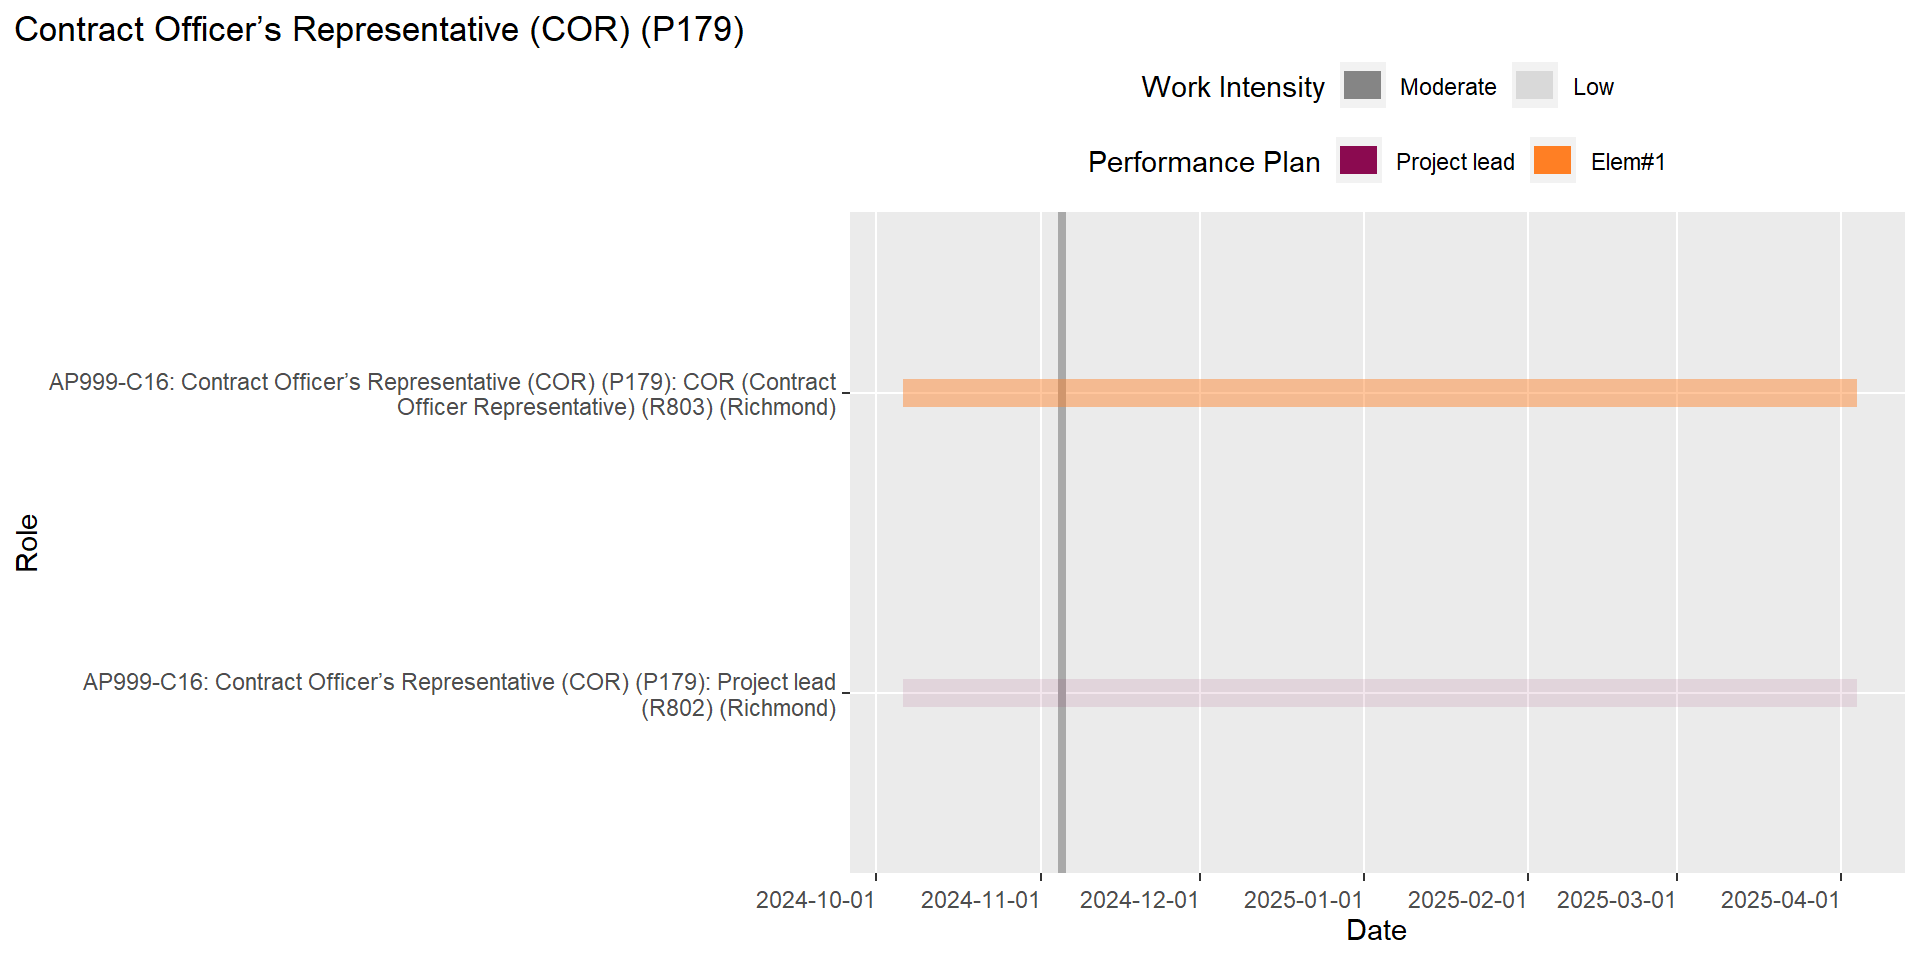 Contract Officer’s Representative (COR) (P179)
Work Intensity Moderate Low
Performance Plan Project lead Elem#1
AP999-C16: Contract Officer’s Representative (COR) (P179): COR (Contract
Officer Representative) (R803) (Richmond)
Role
AP999-C16: Contract Officer’s Representative (COR) (P179): Project lead
(R802) (Richmond)
2024-10-01 2024-11-01 2024-12-01 2025-01-01 2025-02-01 2025-03-01 2025-04-01
Date